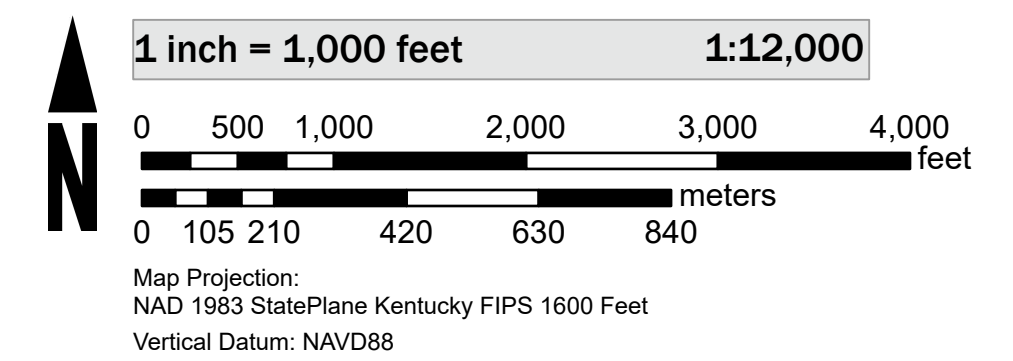 1 inch = 1,000 feet 1:12,000
0 500 1,000 2,000 3,000 4,000
feet
meters
0 105 210 420 630 840
N
Map Projection:
NAD 1983 StatePlane Kentucky FIPS 1600 Feet
Vertical Datum: NAVD88